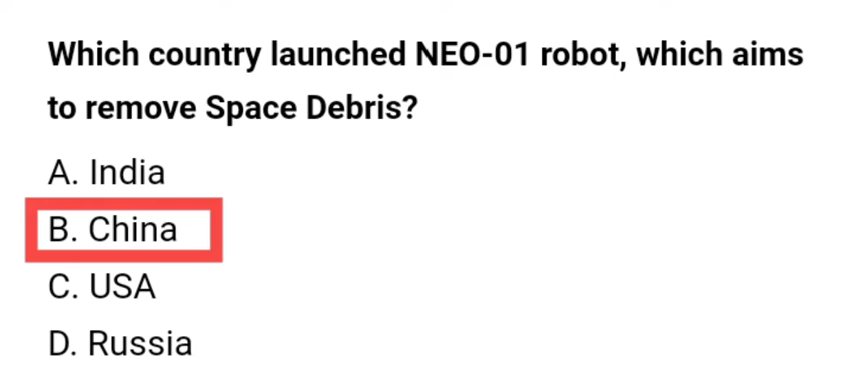 Which country launched NEO-01 robot, which aims
to remove Space Debris?
A. India
B. China
C. USA
D. Russia